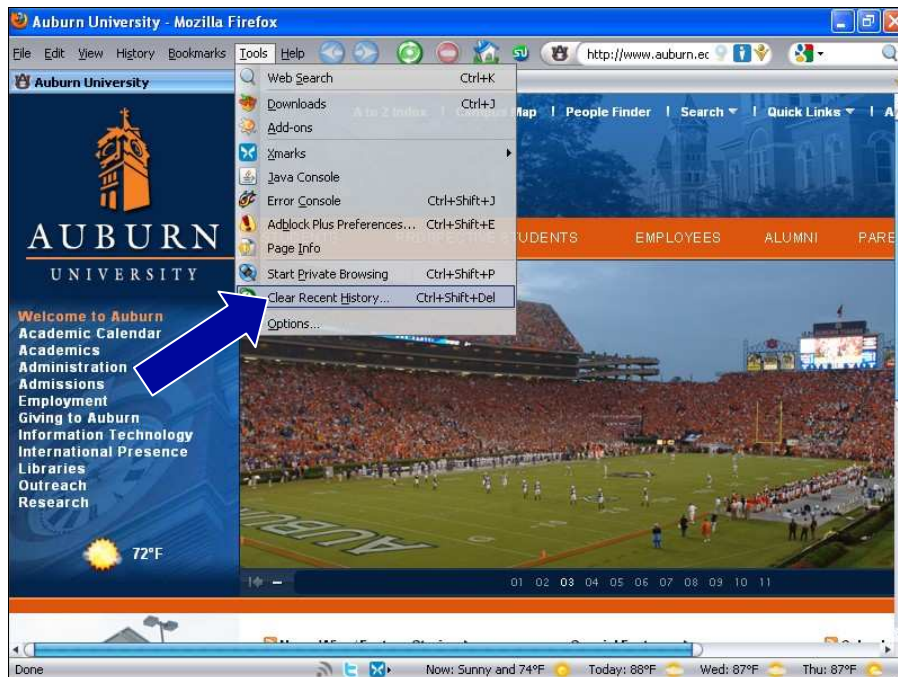 Auburn University - Mozilla Firefox
File Edit View History Bookmarks Tools Help http://www.auburn.ec
Auburn University
Web Search Ctrl+K
Downloads Ctrl+J
Add-ons
Xmarks
Java Console
Error Console Ctrl+Shift+J
Adblock Plus Preferences... Ctrl+Shift+E
Page Info
Start Private Browsing Ctrl+Shift+P
Clear Recent History... Ctrl+Shift+Del
Options...
A to Z Index | Campus Map | People Finder | Search | Quick Links | A
AUBURN
UNIVERSITY
STUDENTS EMPLOYEES ALUMNI PARE
Welcome to Auburn
Academic Calendar
Academics
Administration
Admissions
Employment
Giving to Auburn
Information Technology
International Presence
Libraries
Outreach
Research
72°F
AUBURN
01 02 03 04 05 06 07 08 09 10 11
Done Now: Sunny and 74°F Today: 88°F Wed: 87°F Thu: 87°F